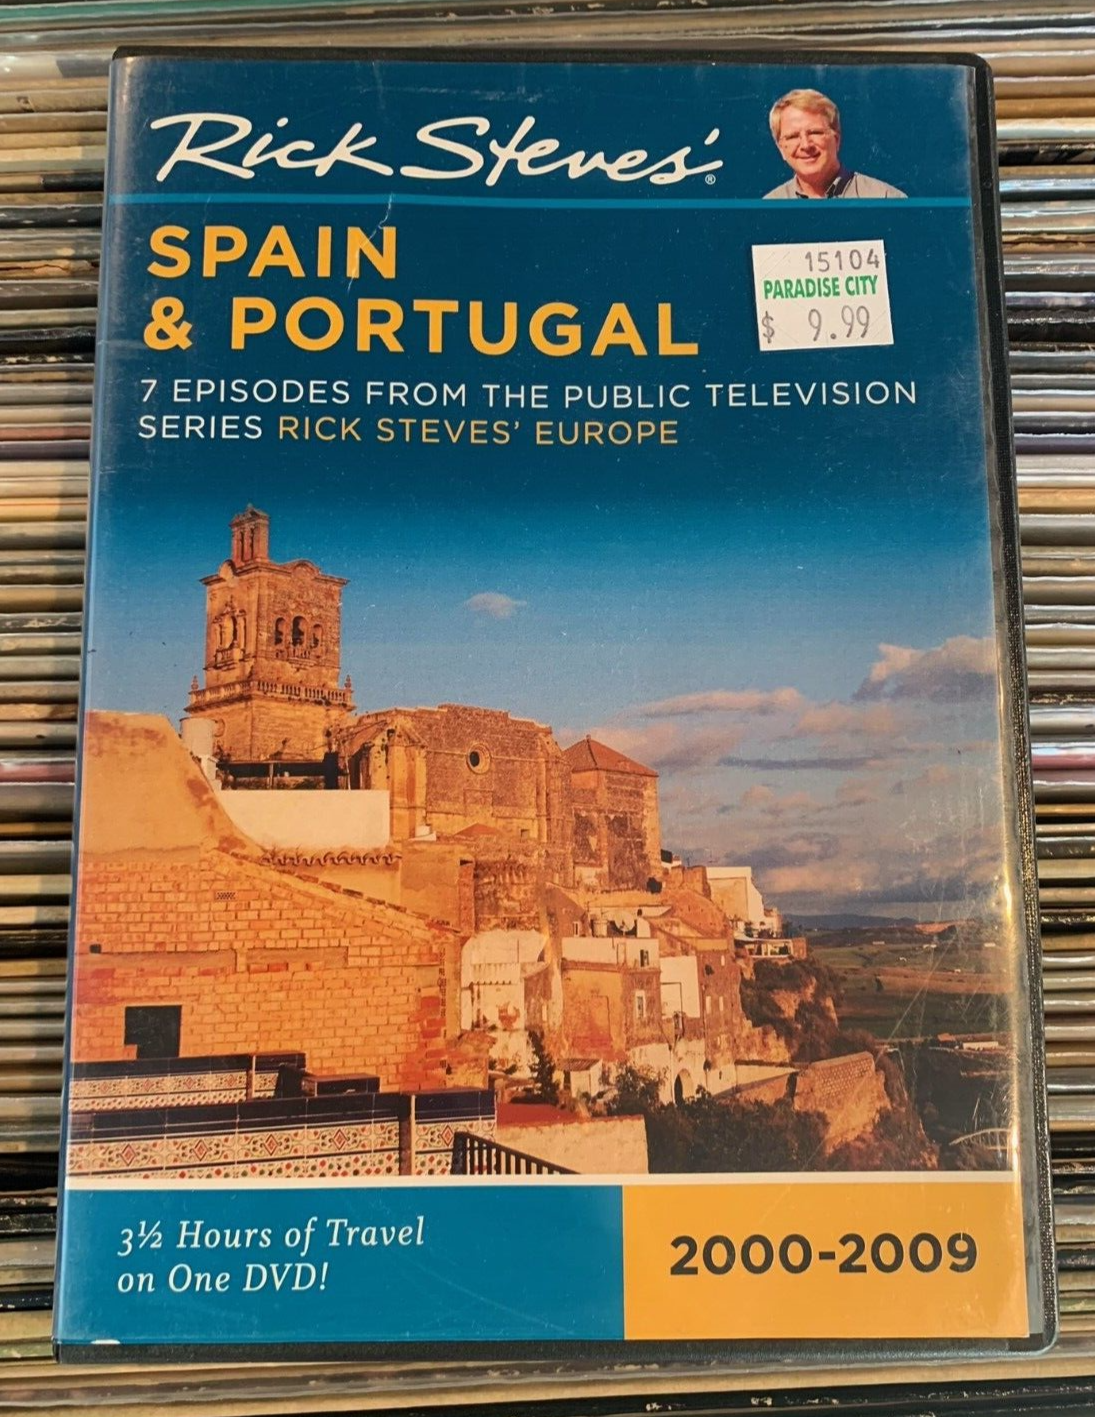 Rick Steves'®
SPAIN
& PORTUGAL
15104
PARADISE CITY
$ 9.99
7 EPISODES FROM THE PUBLIC TELEVISION
SERIES RICK STEVES' EUROPE
3½ Hours of Travel
on One DVD!
2000-2009